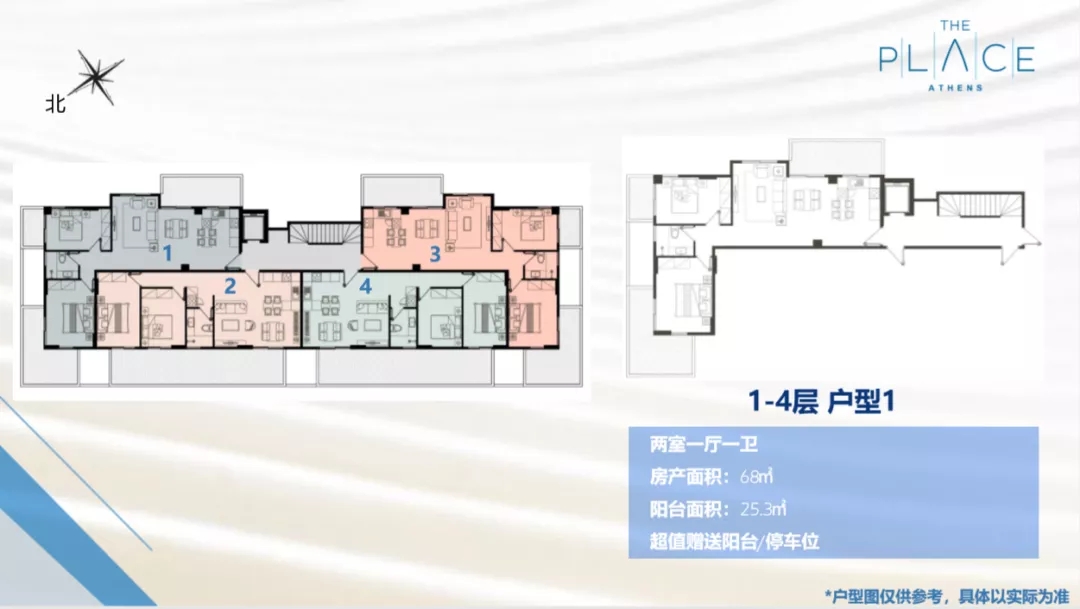 THE
PLACE
ATHENS
北
1
3
2
4
1-4层 户型1
两室一厅一卫
房产面积：68㎡
阳台面积：25.3㎡
超值赠送阳台/停车位
*户型图仅供参考，具体以实际为准